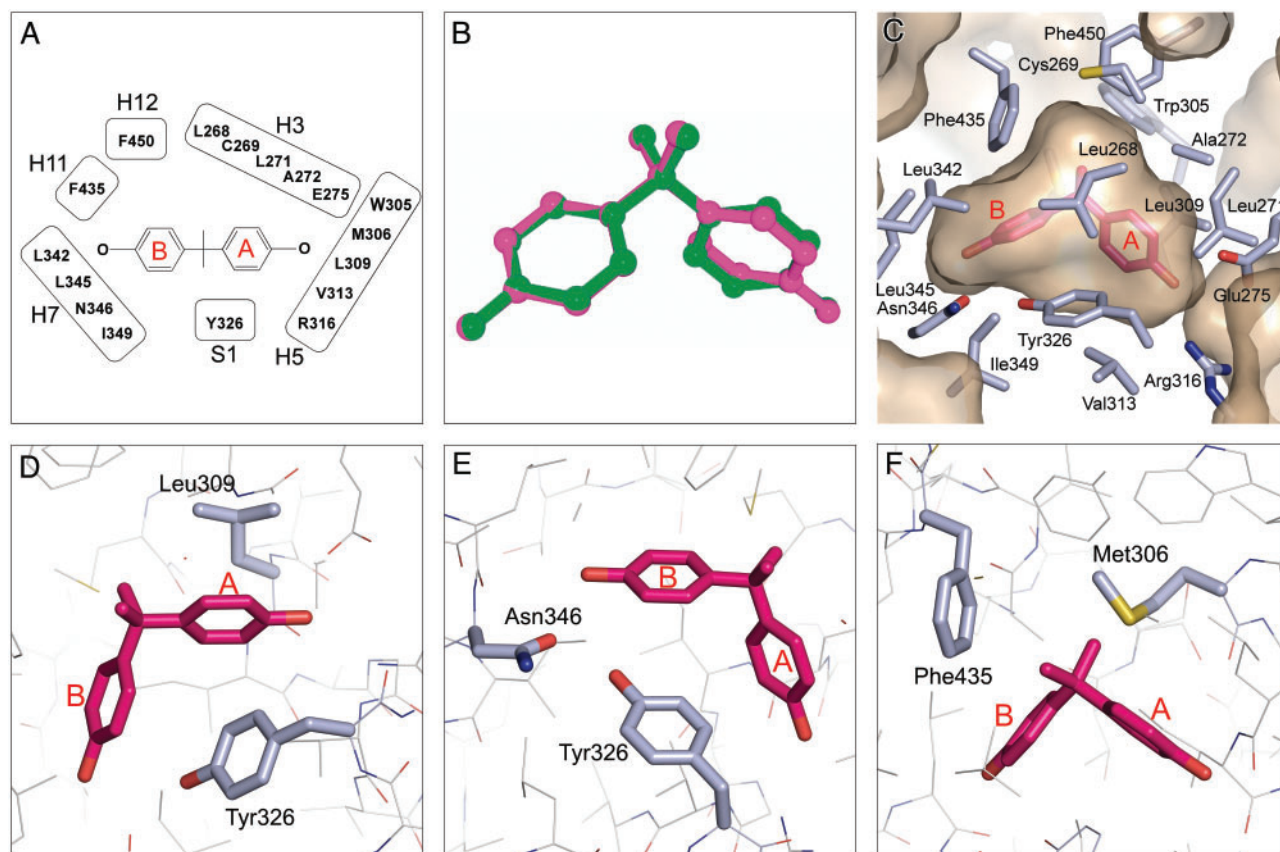 A
H12
F450
H3
L268
C269
L271
A272
E275
H11
F435
W305
M306
L309
V313
R316
H5
O
B
A
O
L342
L345
N346
I349
H7
Y326
S1
B
C
Phe450
Cys269
Trp305
Phe435
Ala272
Leu268
Leu342
Leu309
Leu271
B
A
Leu345
Asn346
Glu275
Tyr326
Ile349
Arg316
Val313
D
Leu309
A
B
Tyr326
E
B
Asn346
A
Tyr326
F
Met306
Phe435
B
A